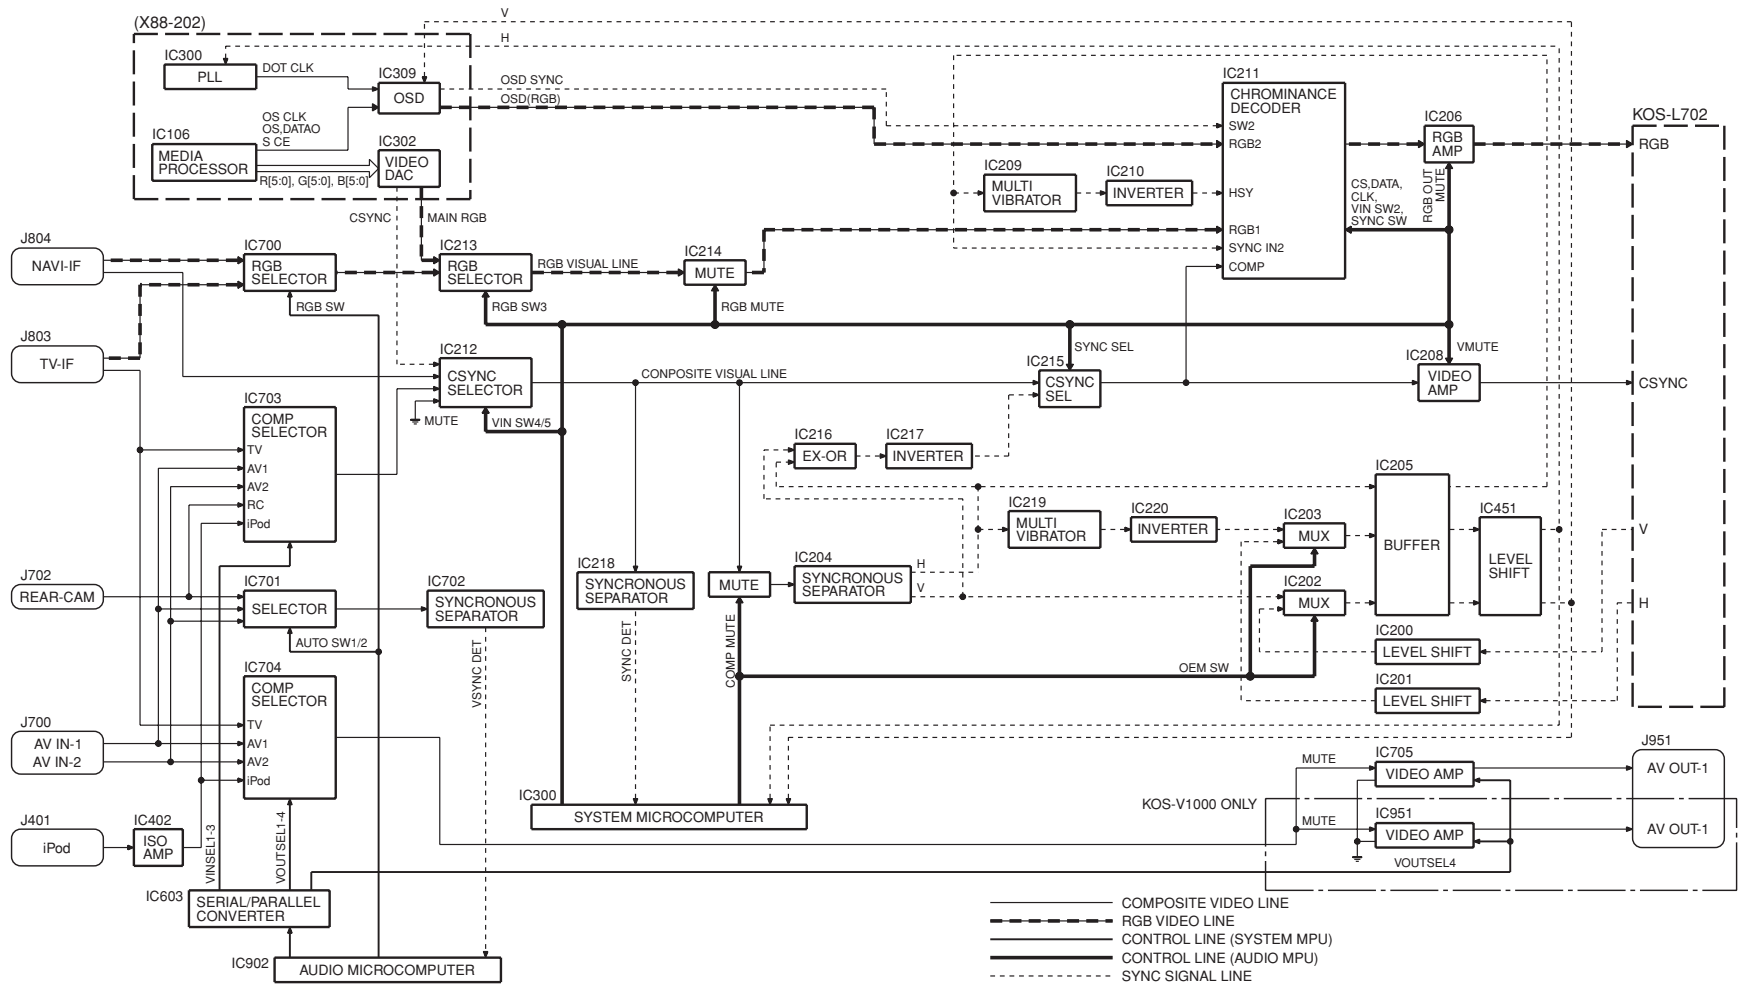 V
(X88-202)
H
IC300
PLL
DOT CLK
IC309
OSD
OSD SYNC
OSD(RGB)
IC211
CHROMINANCE
DECODER
SW2
RGB2
HSY
RGB1
SYNC IN2
COMP
IC206
RGB
AMP
KOS-L702
RGB
OS CLK
OS,DATAO
S CE
IC106
MEDIA
PROCESSOR
R[5:0], G[5:0], B[5:0]
IC302
VIDEO
DAC
IC209
MULTI
VIBRATOR
IC210
INVERTER
CS,DATA,
CLK,
VIN SW2,
SYNC SW
RGB OUT
MUTE
CSYNC
MAIN RGB
J804
NAVI-IF
IC700
RGB
SELECTOR
IC213
RGB
SELECTOR
RGB VISUAL LINE
IC214
MUTE
RGB SW
RGB SW3
RGB MUTE
J803
TV-IF
IC212
CSYNC
SELECTOR
CONPOSITE VISUAL LINE
SYNC SEL
IC215
CSYNC
SEL
VMUTE
IC208
VIDEO
AMP
CSYNC
MUTE
VIN SW4/5
IC703
COMP
SELECTOR
TV
AV1
AV2
RC
iPod
IC216
EX-OR
IC217
INVERTER
IC205
BUFFER
IC219
MULTI
VIBRATOR
IC220
INVERTER
IC203
MUX
IC451
LEVEL
SHIFT
V
IC218
SYNCRONOUS
SEPARATOR
MUTE
IC204
SYNCRONOUS
SEPARATOR
H
V
IC202
MUX
H
J702
REAR-CAM
IC701
SELECTOR
IC702
SYNCRONOUS
SEPARATOR
AUTO SW1/2
VSYNC DET
SYNC DET
COMP MUTE
OEM SW
IC200
LEVEL SHIFT
IC201
LEVEL SHIFT
IC704
COMP
SELECTOR
TV
AV1
AV2
iPod
J700
AV IN-1
AV IN-2
J951
AV OUT-1
AV OUT-1
IC705
MUTE
VIDEO AMP
KOS-V1000 ONLY
IC951
MUTE
VIDEO AMP
VOUTSEL4
IC300
SYSTEM MICROCOMPUTER
J401
iPod
IC402
ISO
AMP
VINSEL1-3
VOUTSEL1-4
IC603
SERIAL/PARALLEL
CONVERTER
IC902
AUDIO MICROCOMPUTER
COMPOSITE VIDEO LINE
RGB VIDEO LINE
CONTROL LINE (SYSTEM MPU)
CONTROL LINE (AUDIO MPU)
SYNC SIGNAL LINE